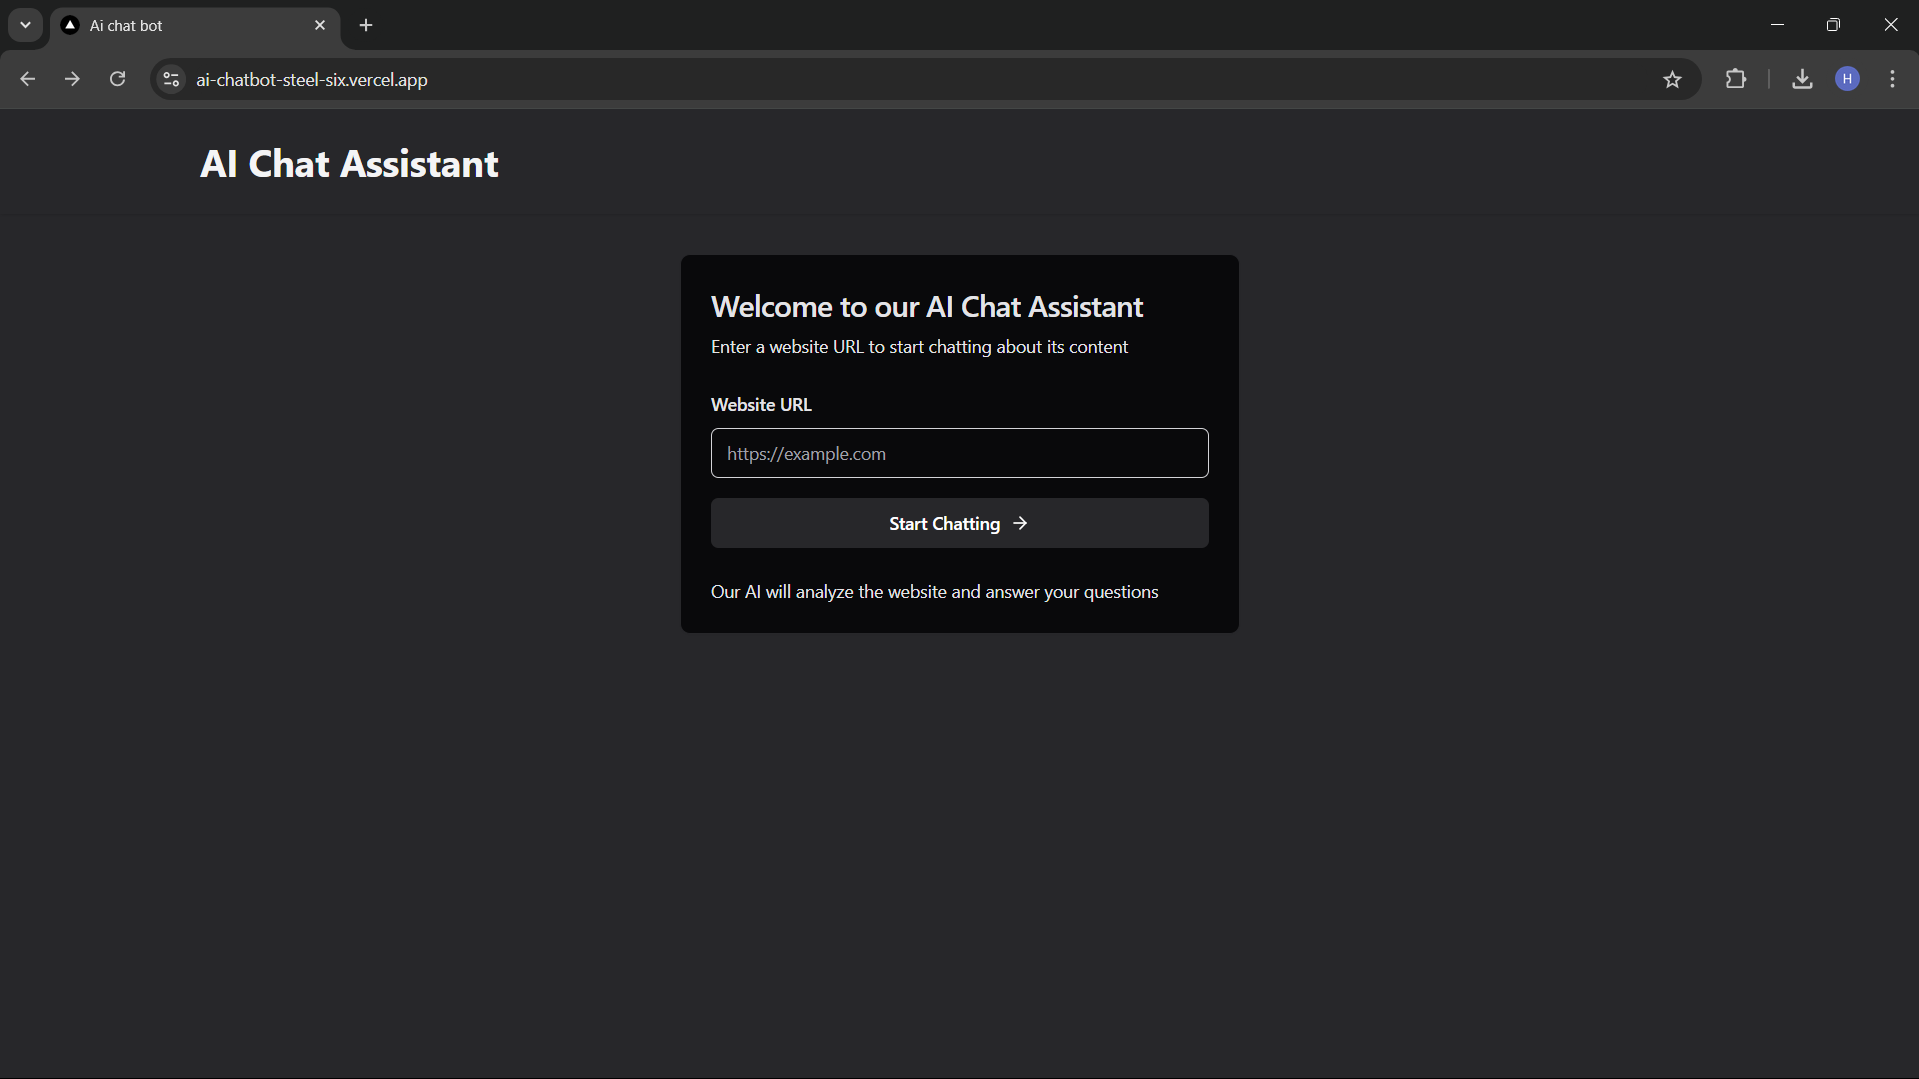 Ai chat bot
ai-chatbot-steel-six.vercel.app
H
AI Chat Assistant
Welcome to our AI Chat Assistant
Enter a website URL to start chatting about its content
Website URL
https://example.com
Start Chatting →
Our AI will analyze the website and answer your questions